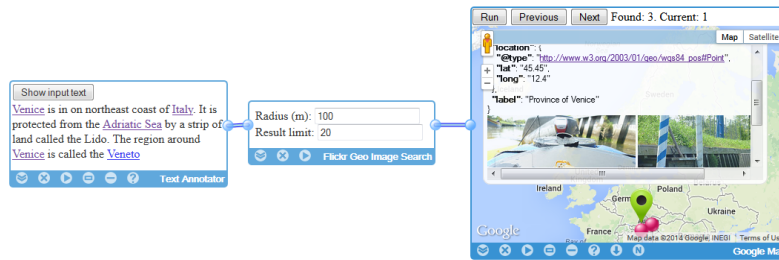 Show input text
Venice is in on northeast coast of Italy. It is
protected from the Adriatic Sea by a strip of
land called the Lido. The region around
Venice is called the Veneto
Text Annotator
Radius (m): 100
Result limit: 20
Flickr Geo Image Search
Run Previous Next Found: 3. Current: 1
Map Satellite
"location": {
"@type": "http://www.w3.org/2003/01/geo/wgs84_pos#Point",
"lat": "45.45",
"long": "12.4"
"label": "Province of Venice"
}
Ireland
Poland
Germ
Ukraine
France
Google
Map data ©2014 Google, INEGI Terms of Us
Google Ma